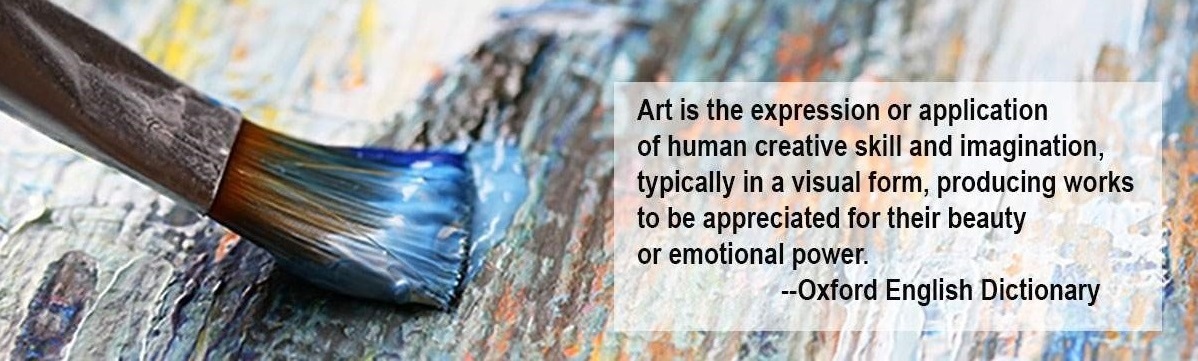 Art is the expression or application
of human creative skill and imagination,
typically in a visual form, producing works
to be appreciated for their beauty
or emotional power.
--Oxford English Dictionary